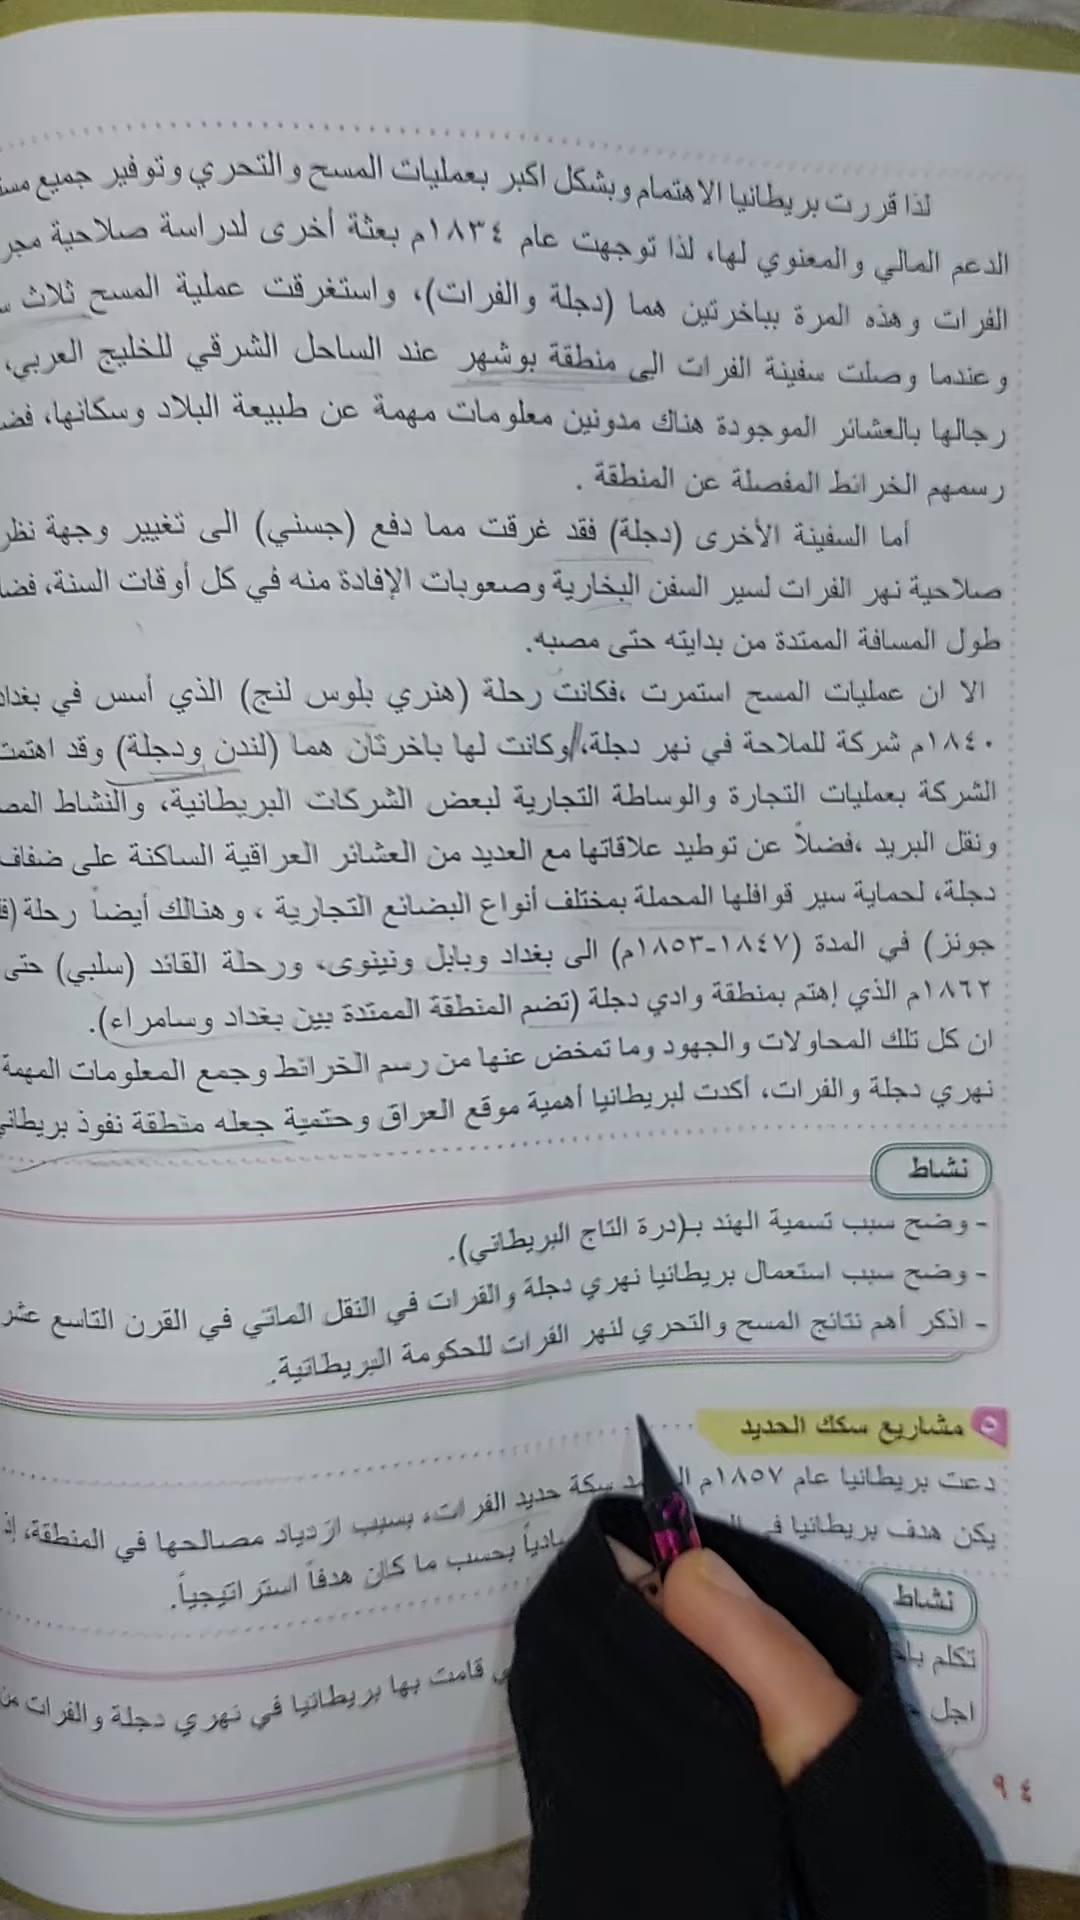 لذا قررت بريطانيا الاهتمام وبشكل اكبر بعمليات المسح والتحري وتوفير جميع
الدعم المالي والمعنوي لها، لذا توجهت عام ١٨٣٤م بعثة أخرى لدراسة صلاحية
الفرات وهذه المرة بباخرتين هما (دجلة والفرات)، واستغرقت عملية المسح ثلاث
وعندما وصلت سفينة الفرات الى منطقة بوشهر عند الساحل الشرقي للخليج العربي،
رجالها بالعشائر الموجودة هناك مدونين معلومات مهمة عن طبيعة البلاد وسكانها،
رسمهم الخرائط المفصلة عن المنطقة .
أما السفينة الأخرى (دجلة) فقد غرقت مما دفع (جسني) الى تغيير وجهة
صلاحية نهر الفرات لسير السفن البخارية وصعوبات الإفادة منه في كل أوقات السنة،
طول المسافة الممتدة من بدايته حتى مصبه.
الا ان عمليات المسح استمرت ،فكانت رحلة (هنري بلوس لنج) الذي أسس في
١٨٤٠م شركة للملاحة في نهر دجلة، وكانت لها باخرتان هما (لندن ودجلة) وقد
الشركة بعمليات التجارة والوساطة التجارية لبعض الشركات البريطانية، والنشاط
ونقل البريد ،فضلاً عن توطيد علاقاتها مع العديد من العشائر العراقية الساكنة على ضفاف
دجلة، لحماية سير قوافلها المحملة بمختلف أنواع البضائع التجارية ، وهنالك أيضاً رحلة
جونز) في المدة (١٨٤٧-١٨٥٣م) الى بغداد وبابل ونينوى، ورحلة القائد (سلبي) حتى
١٨٦٢م الذي إهتم بمنطقة وادي دجلة (تضم المنطقة الممتدة بين بغداد وسامراء).
ان كل تلك المحاولات والجهود وما تمخض عنها من رسم الخرائط وجمع المعلومات المهمة
نهري دجلة والفرات، أكدت لبريطانيا أهمية موقع العراق وحتمية جعله منطقة نفوذ
نشاط
- وضح سبب تسمية الهند بـ(درة التاج البريطاني).
- وضح سبب استعمال بريطانيا نهري دجلة والفرات في النقل المائي في القرن التاسع
- اذكر أهم نتائج المسح والتحري لنهر الفرات للحكومة البريطانية.
٥ مشاريع سكك الحديد
دعت بريطانيا عام ١٨٥٧م سكة حديد الفرات، بسبب ازدياد مصالحها في المنطقة، إذ
يكن هدف بريطانيا بحسب ما كان هدفاً استراتيجياً.
نشاط
تكلم
قامت بها بريطانيا في نهري دجلة والفرات
اجل
٩٤